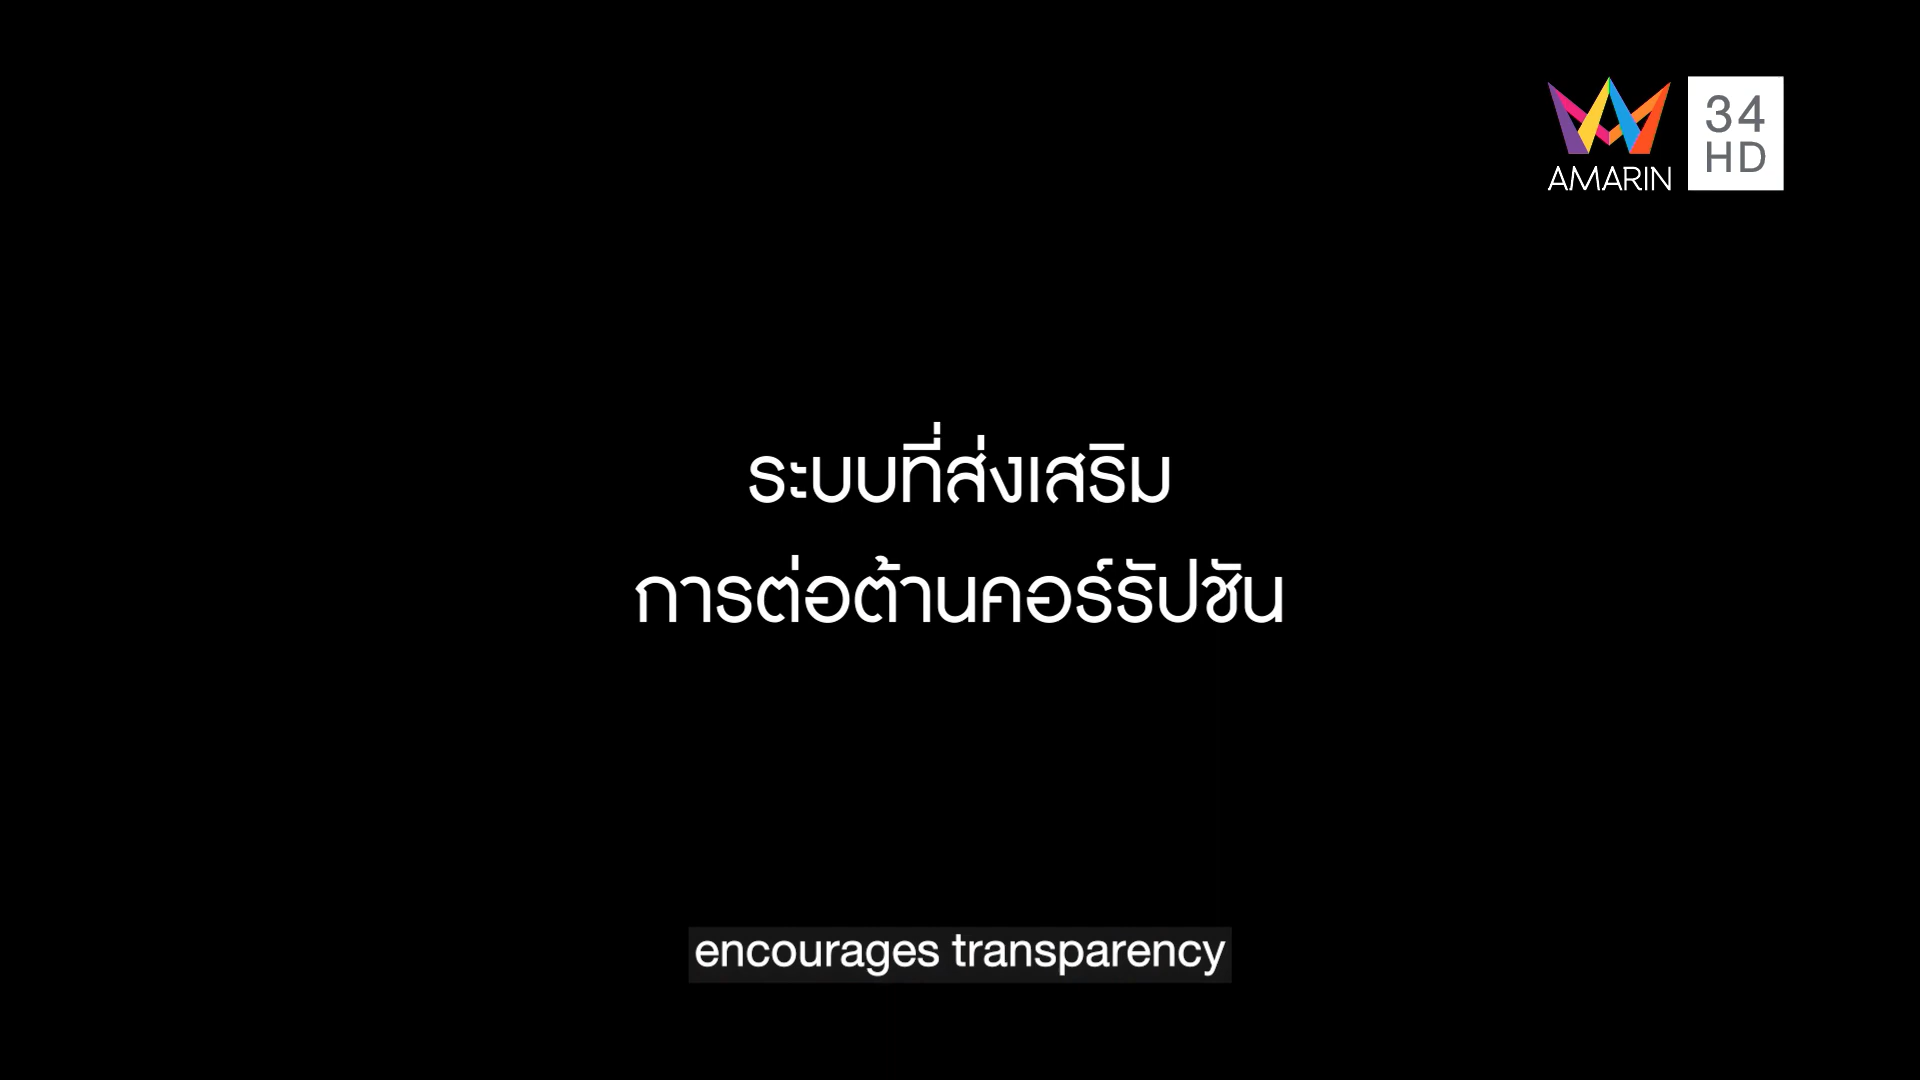 AMARIN
34
HD
ระบบที่ส่งเสริม
การต่อต้านคอร์รัปชัน
encourages transparency